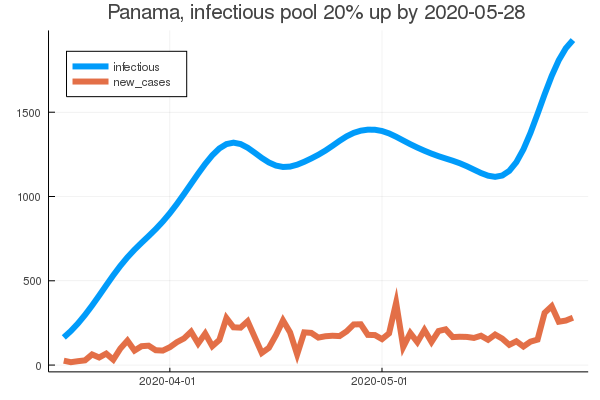 Panama, infectious pool 20% up by 2020-05-28
infectious
new_cases
1500
1000
500
0
2020-04-01
2020-05-01